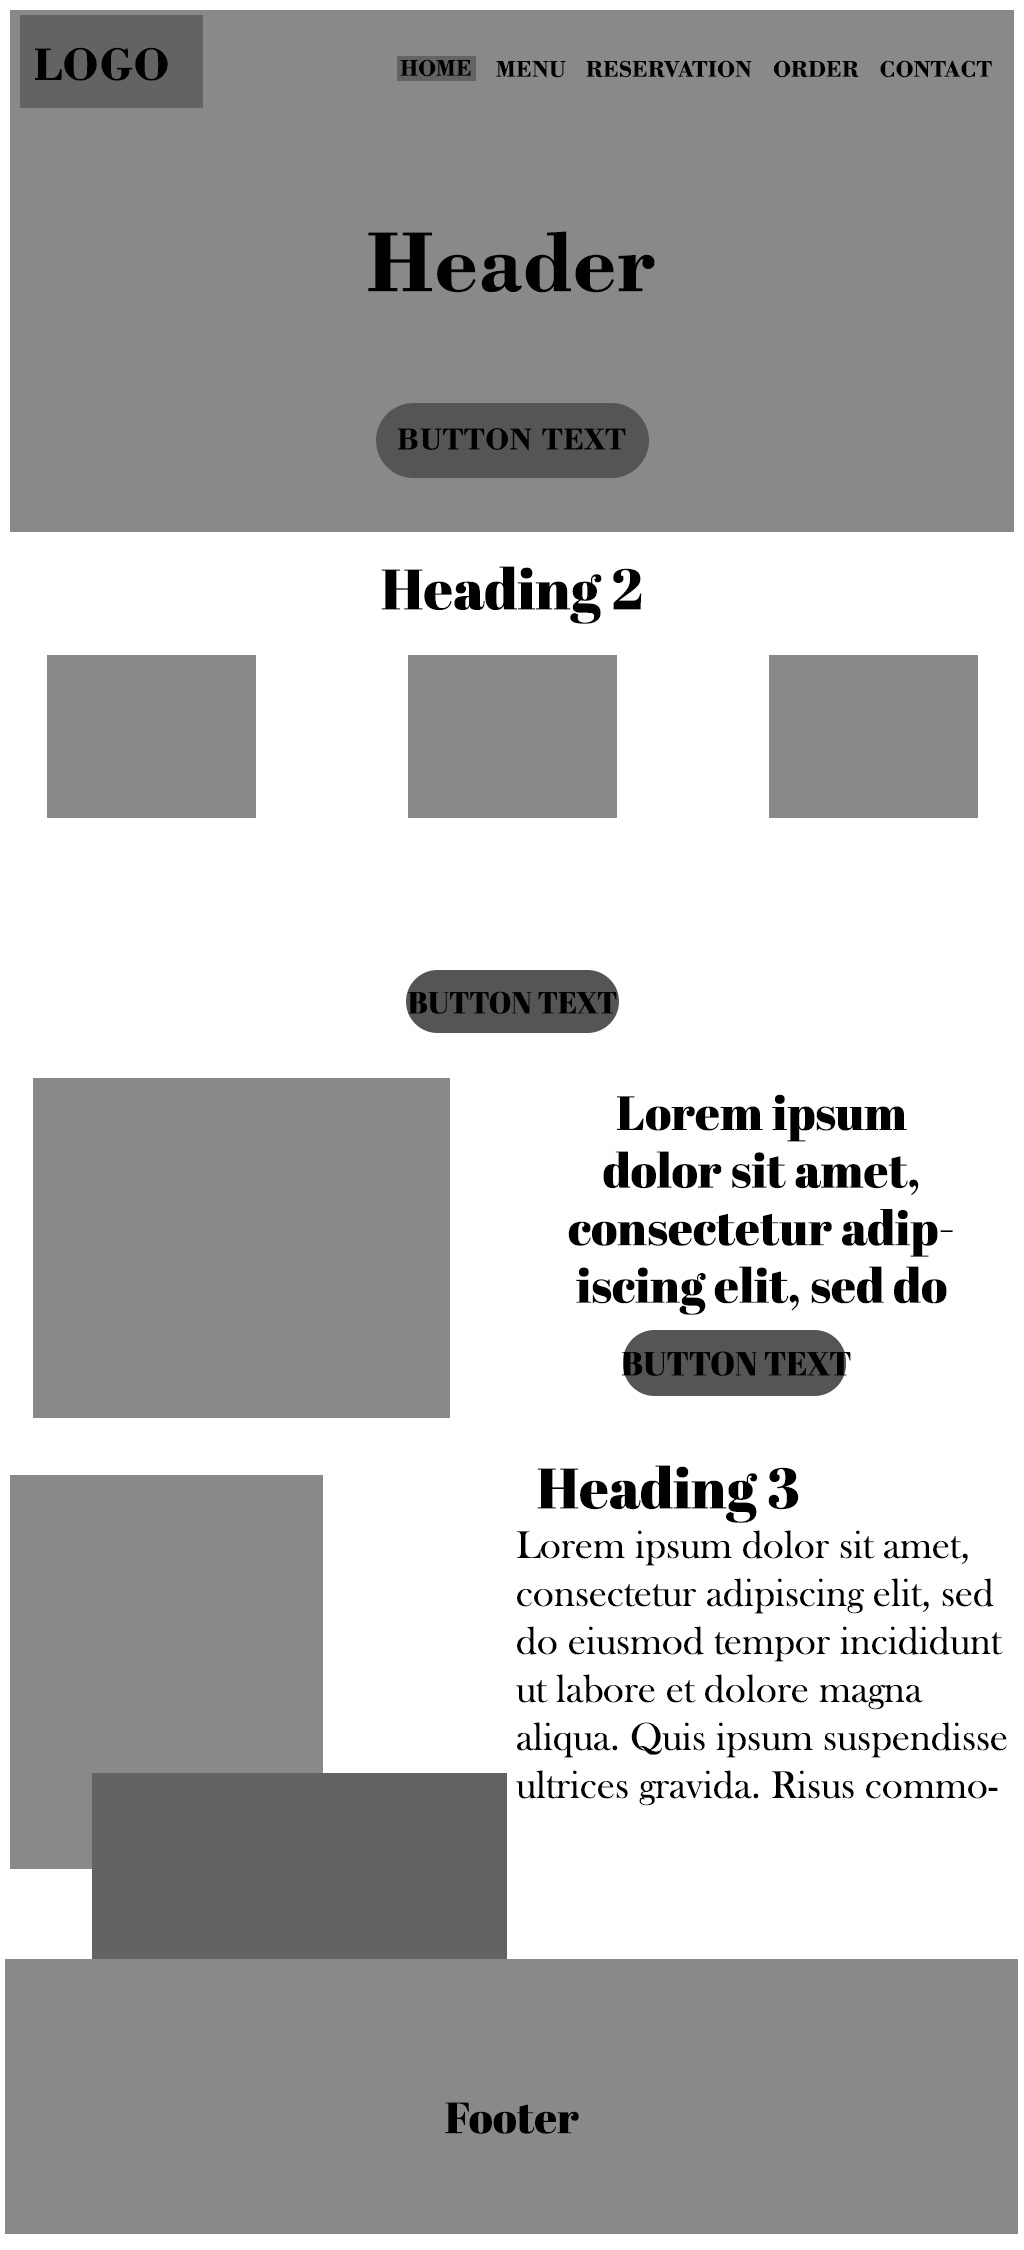 LOGO
HOME MENU RESERVATION ORDER CONTACT
Header
BUTTON TEXT
Heading 2
BUTTON TEXT
Lorem ipsum
dolor sit amet,
consectetur adip-
iscing elit, sed do
BUTTON TEXT
Heading 3
Lorem ipsum dolor sit amet,
consectetur adipiscing elit, sed
do eiusmod tempor incididunt
ut labore et dolore magna
aliqua. Quis ipsum suspendisse
ultrices gravida. Risus commo-
Footer